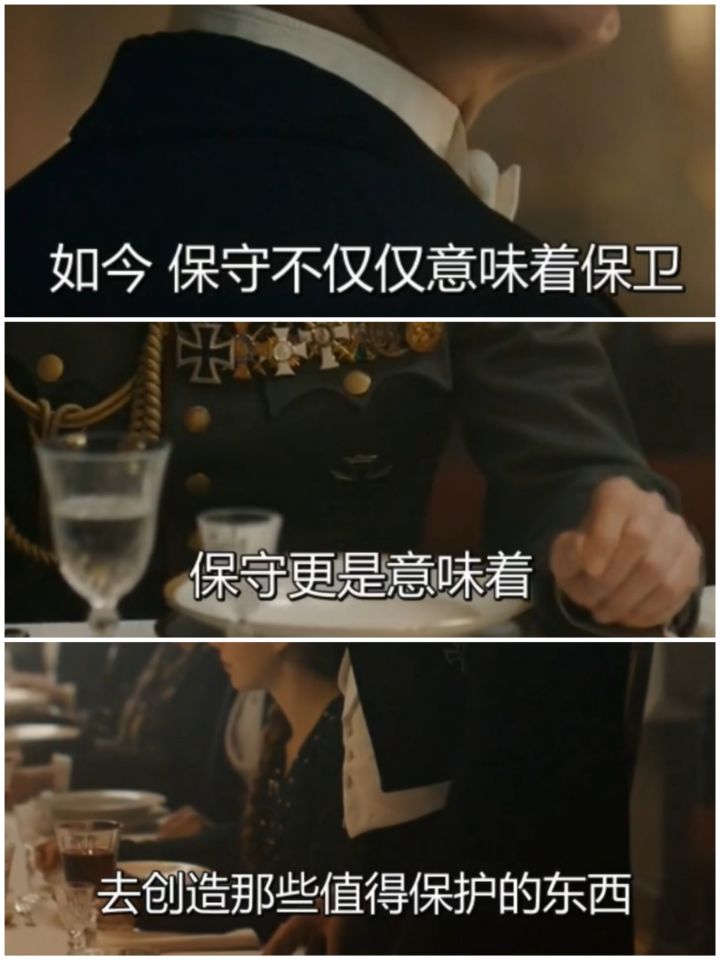 如今 保守不仅仅意味着保卫
保守更是意味着
去创造那些值得保护的东西